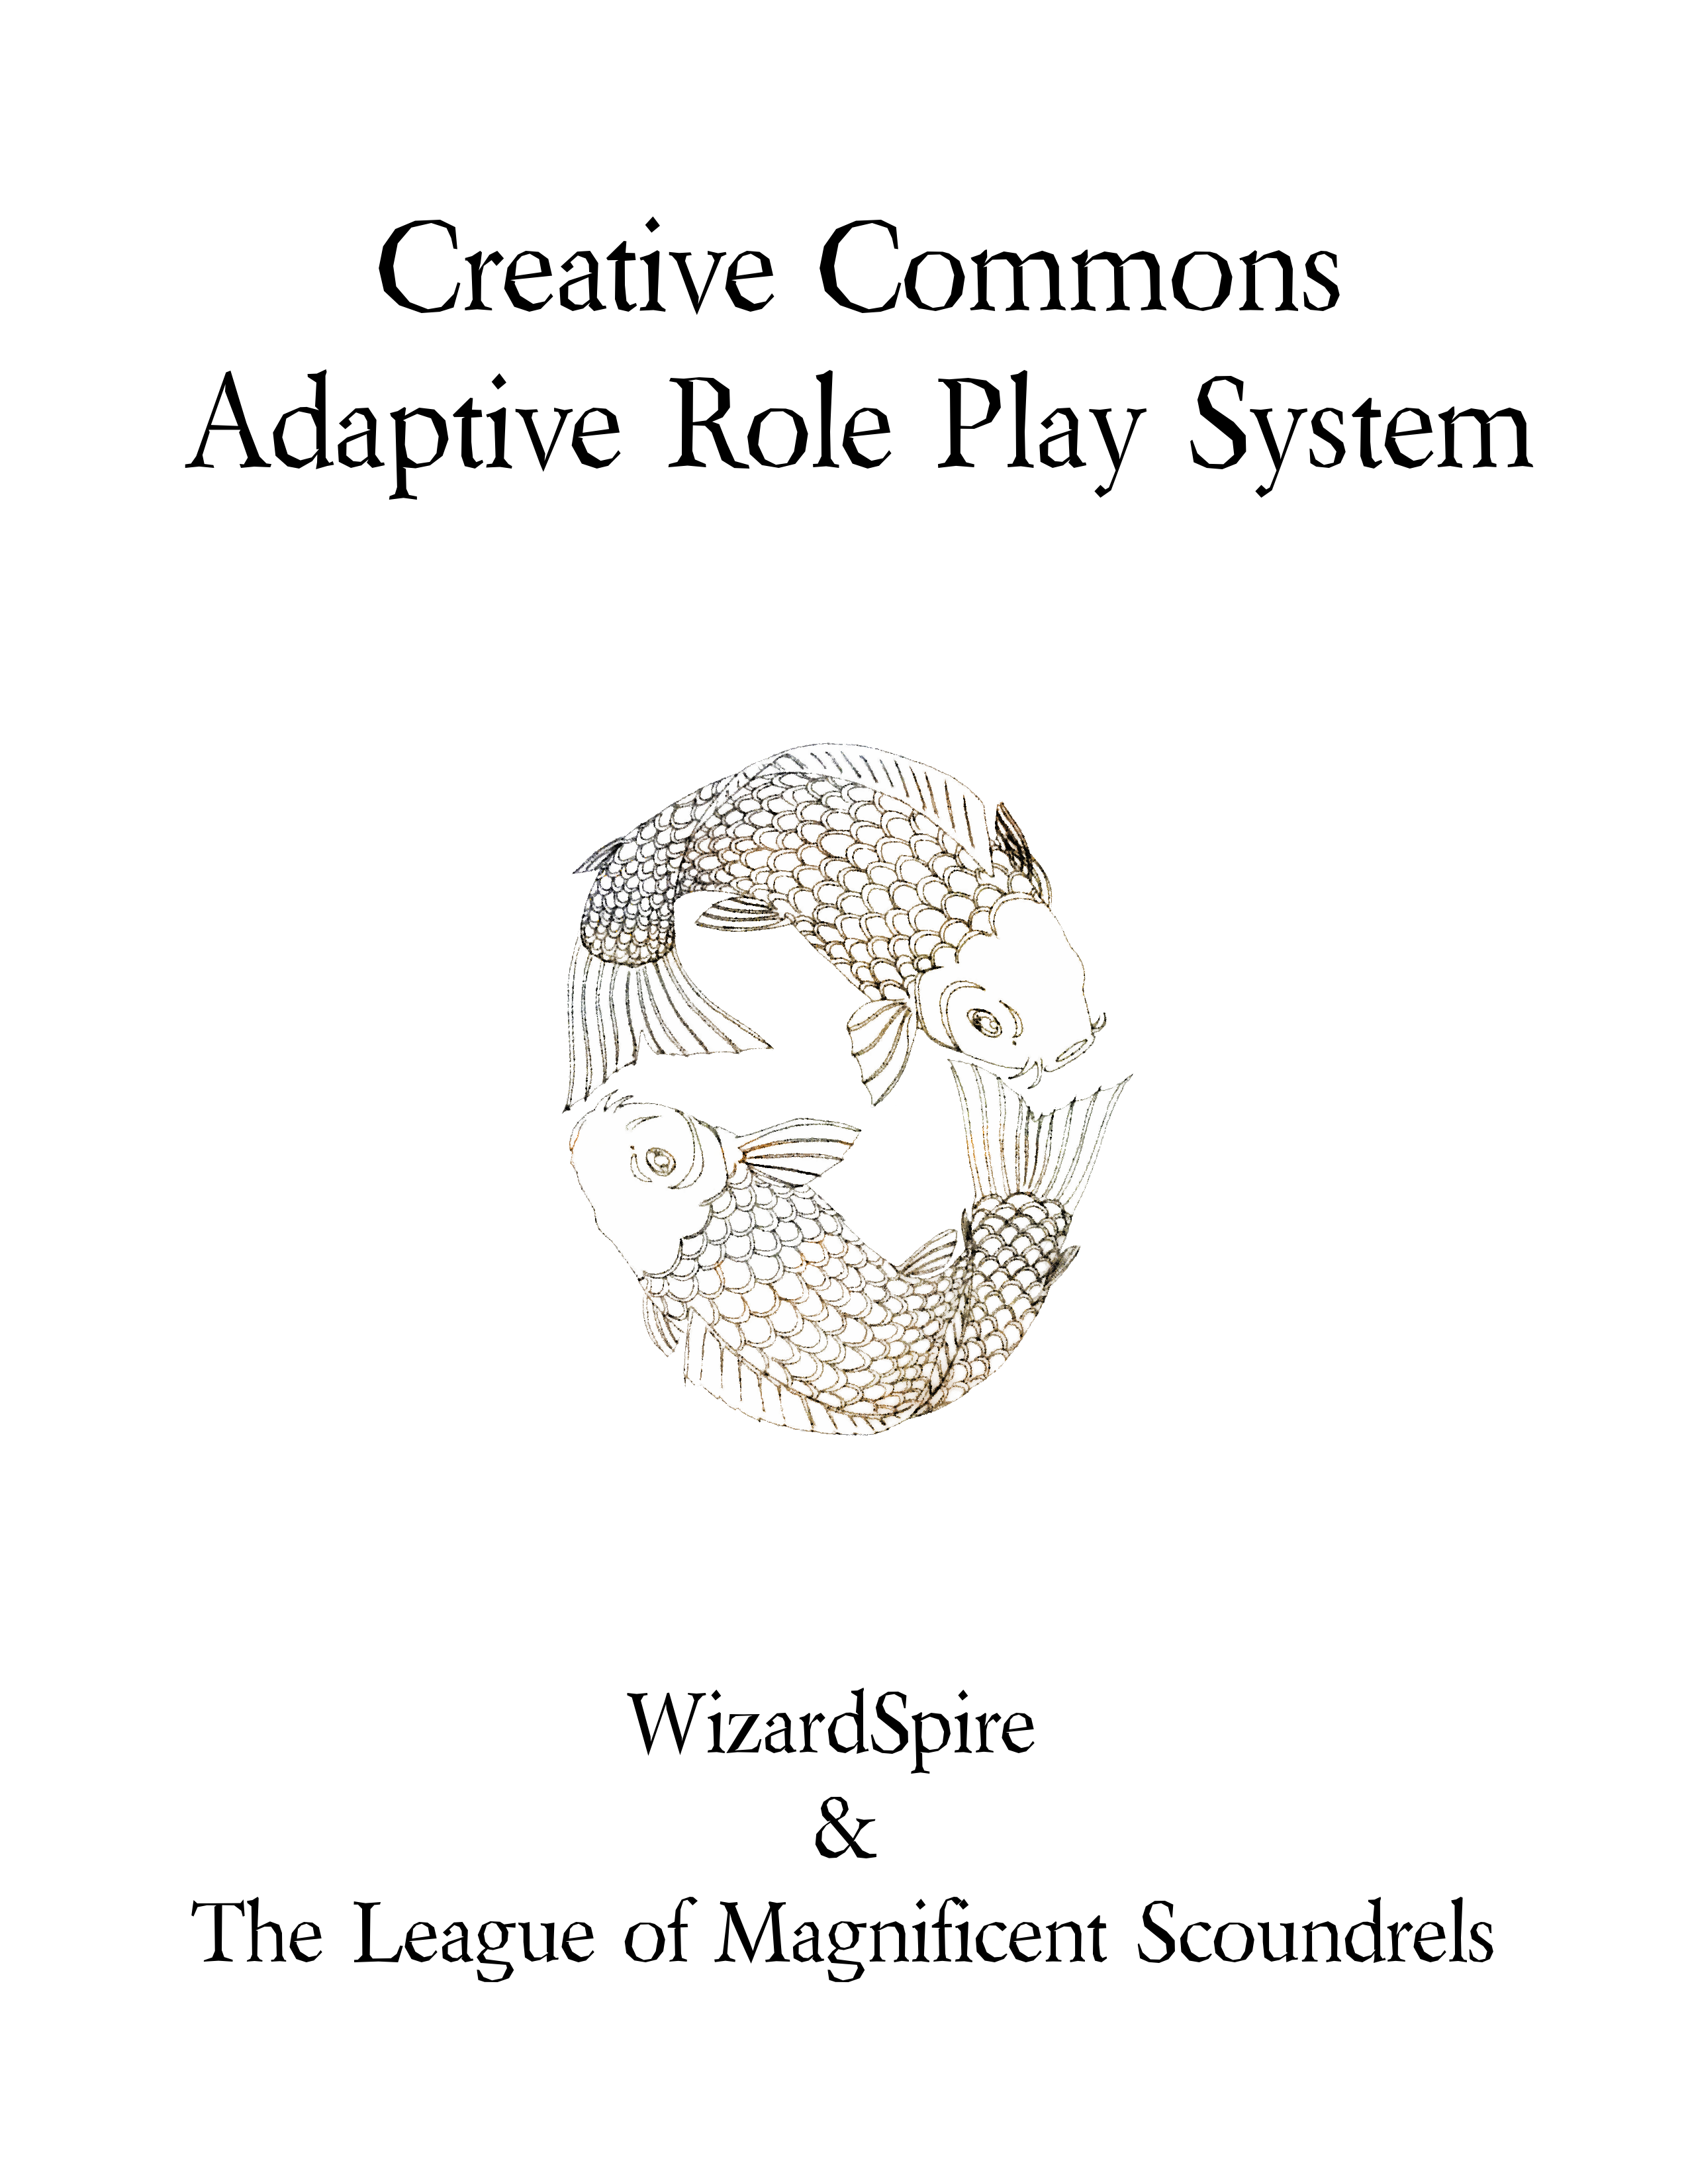 Creative Commons
Adaptive Role Play System
WizardSpire
&
The League of Magnificent Scoundrels